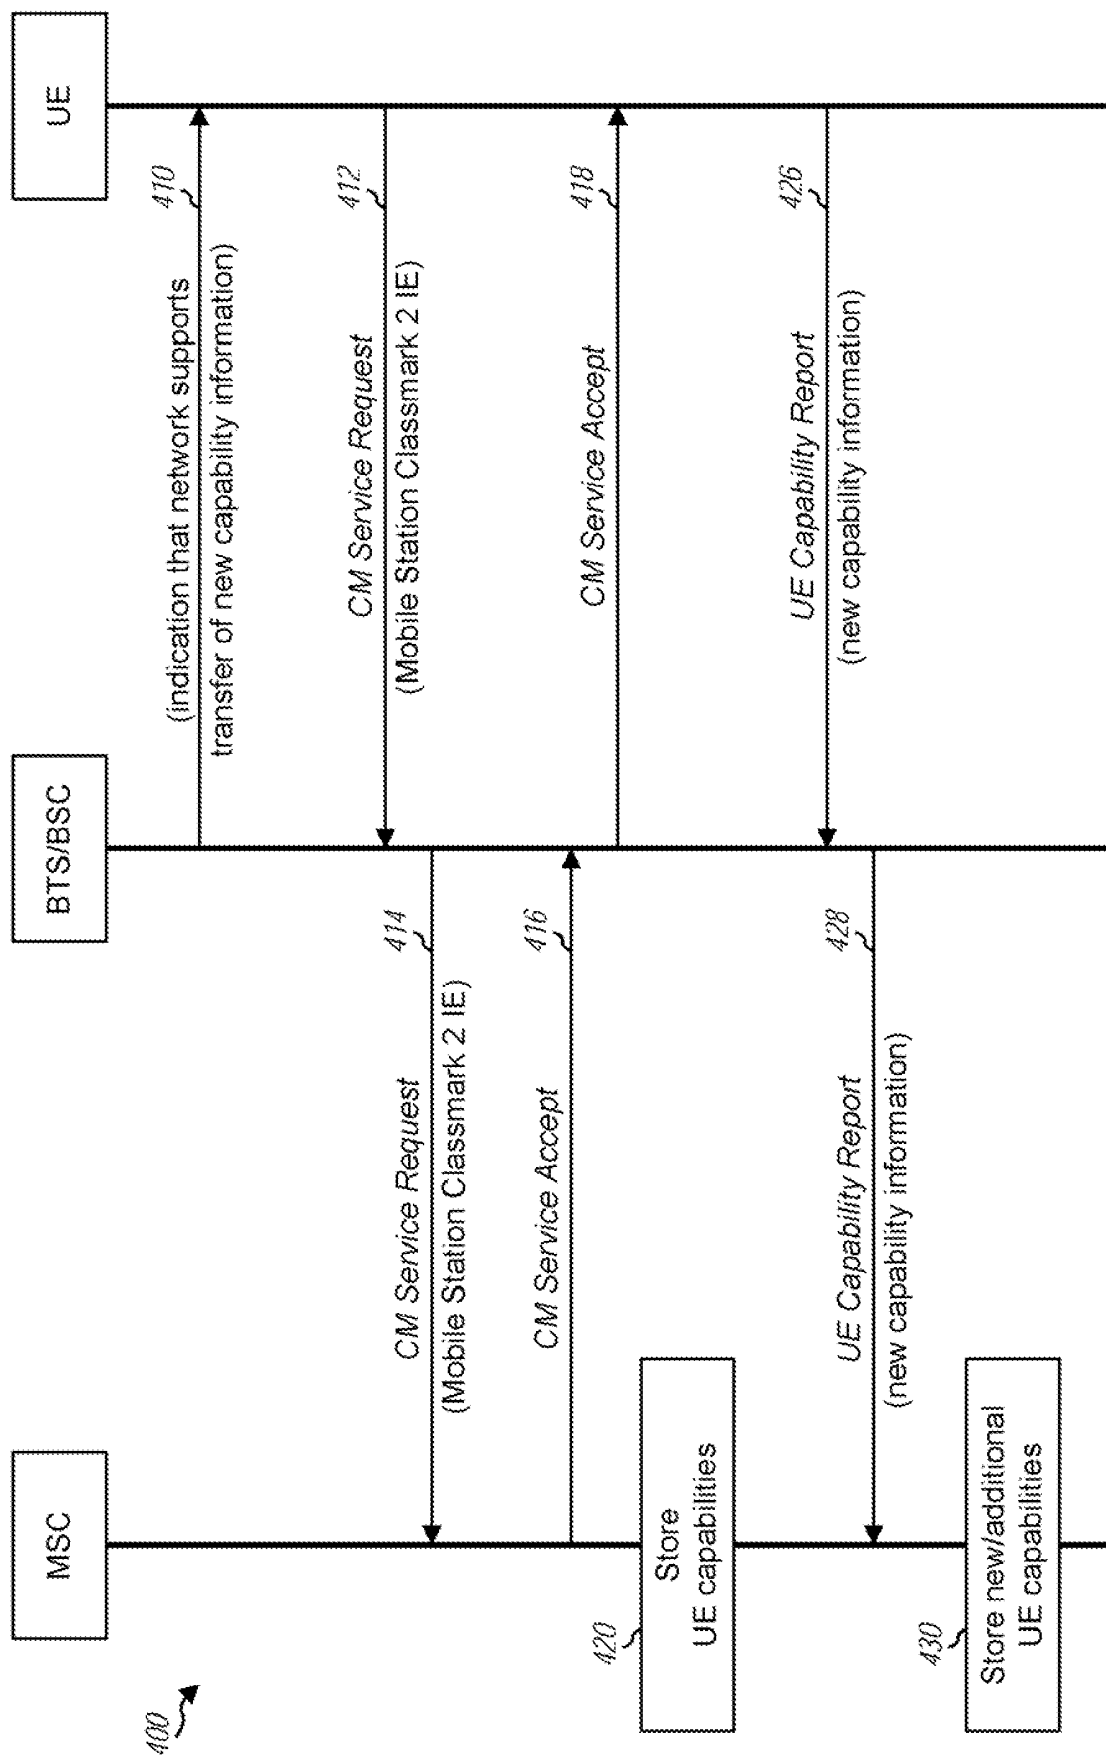 400
MSC
BTS/BSC
UE
410
(indication that network supports
transfer of new capability information)
412
CM Service Request
(Mobile Station Classmark 2 IE)
414
CM Service Request
(Mobile Station Classmark 2 IE)
416
CM Service Accept
418
CM Service Accept
420
Store
UE capabilities
426
UE Capability Report
(new capability information)
428
UE Capability Report
(new capability information)
430
Store new/additional
UE capabilities